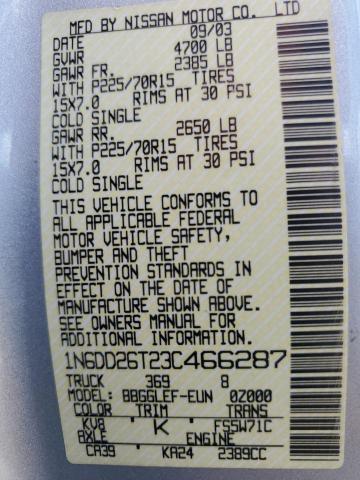 MFD BY NISSAN MOTOR CO. LTD
DATE 09/03
GVWR 4700 LB
GAWR FR. 2385 LB
WITH P225/70R15 TIRES
15X7.0 RIMS AT 30 PSI
COLD SINGLE
GAWR RR. 2650 LB
WITH P225/70R15 TIRES
15X7.0 RIMS AT 30 PSI
COLD SINGLE
THIS VEHICLE CONFORMS TO
ALL APPLICABLE FEDERAL
MOTOR VEHICLE SAFETY,
BUMPER AND THEFT
PREVENTION STANDARDS IN
EFFECT ON THE DATE OF
MANUFACTURE SHOWN ABOVE.
SEE OWNERS MANUAL FOR
ADDITIONAL INFORMATION.
1N6DD26T23C466287
TRUCK 369 8
MODEL: BBGGLEF-EUN 0Z000
COLOR TRIM TRANS
KV8 K FS5W71C
AXLE ENGINE
CA39 KA24 2389CC